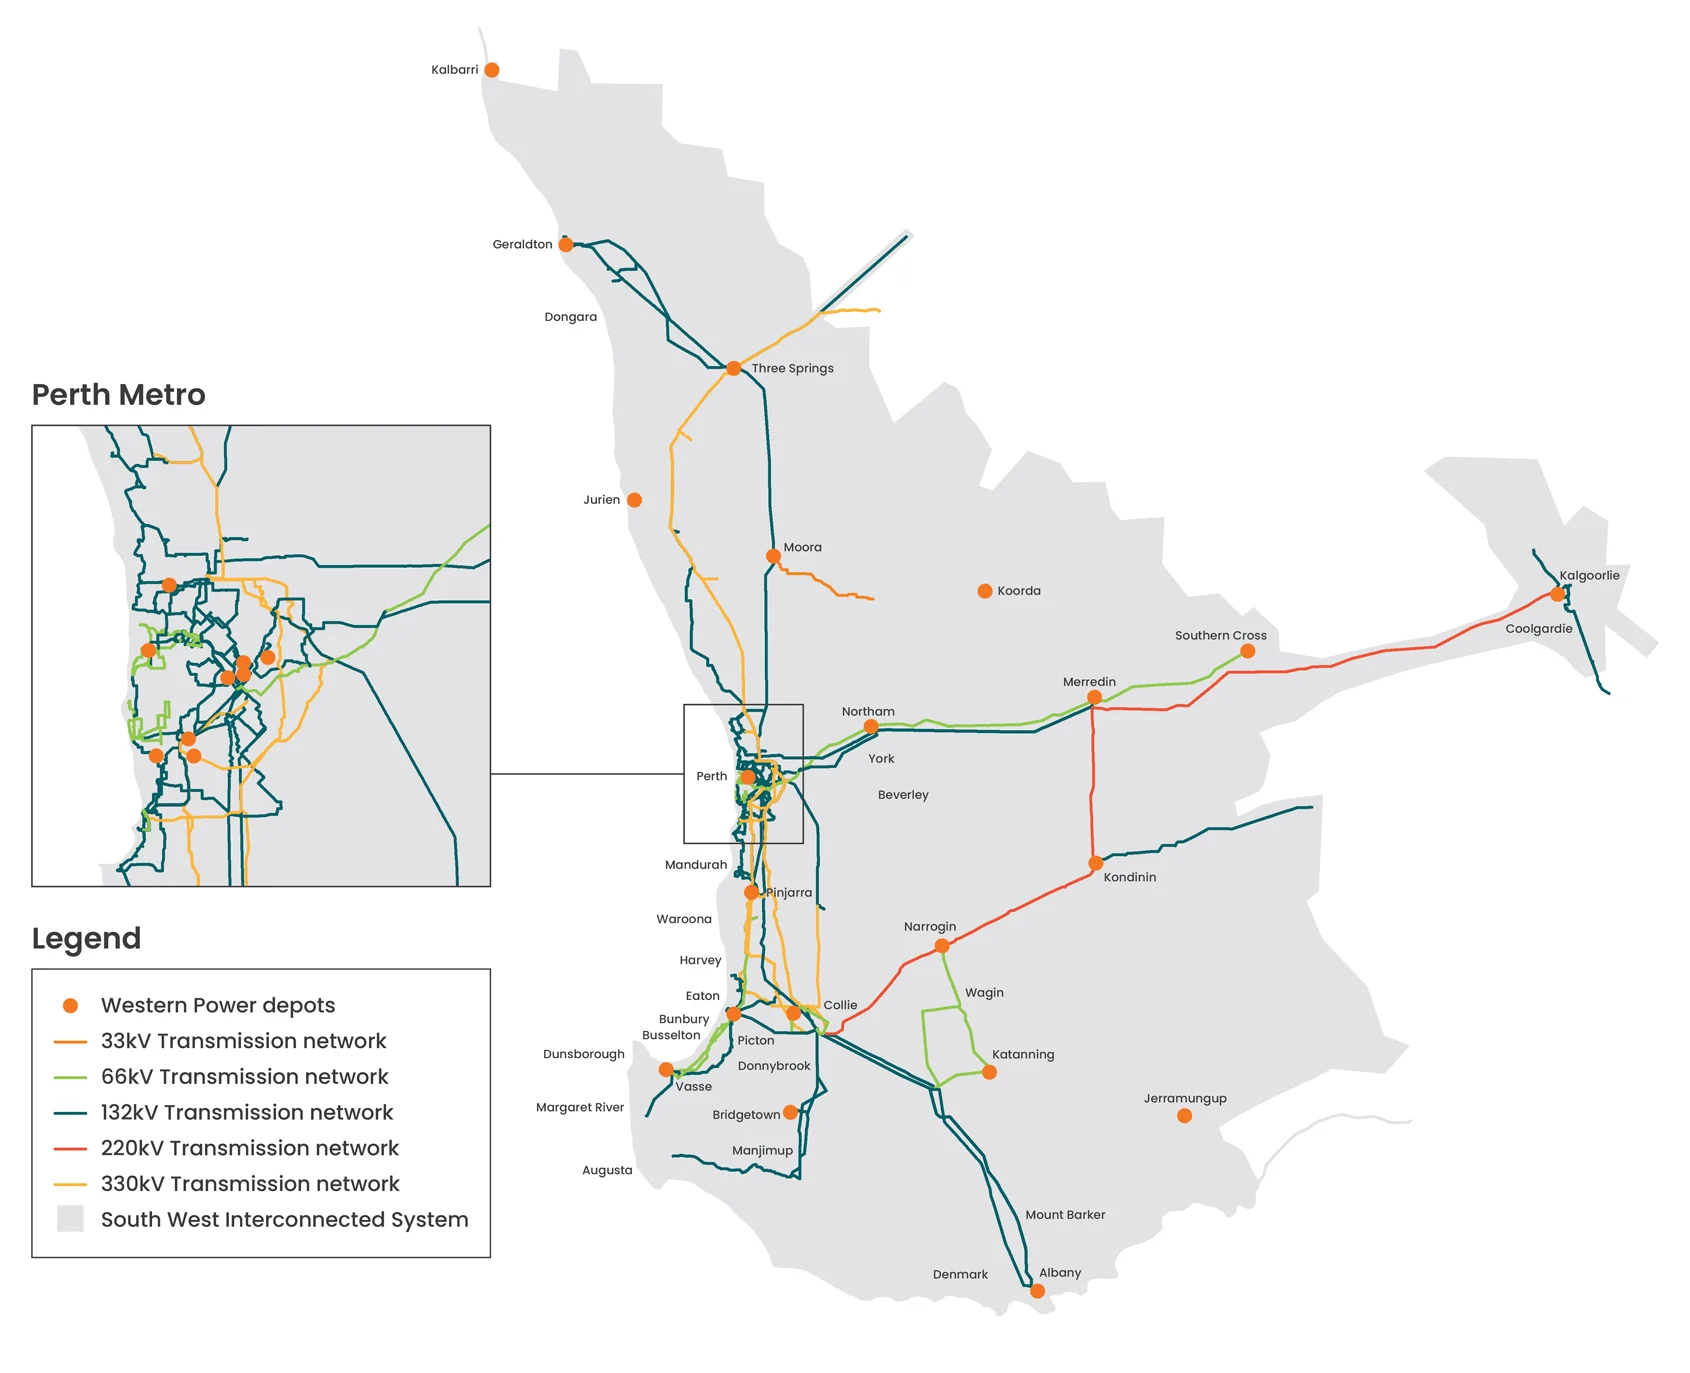 Kalbarri
Geraldton
Dongara
Three Springs
Perth Metro
Jurien
Moora
Koorda
Kalgoorlie
Coolgardie
Southern Cross
Merredin
Northam
York
Perth
Beverley
Mandurah
Kondinin
Pinjarra
Waroona
Narrogin
Legend
Harvey
Wagin
Eaton
Western Power depots
Collie
Bunbury
Busselton
33kV Transmission network
Picton
Dunsborough
Katanning
Donnybrook
66kV Transmission network
Vasse
Jerramungup
Margaret River
132kV Transmission network
Bridgetown
220kV Transmission network
Manjimup
Augusta
330kV Transmission network
Mount Barker
South West Interconnected System
Denmark
Albany